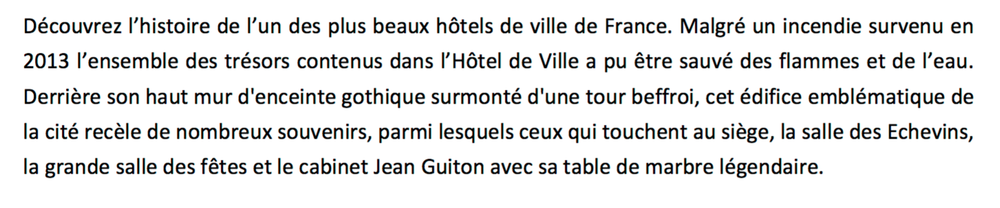 Découvrez l’histoire de l’un des plus beaux hôtels de ville de France. Malgré un incendie survenu en
2013 l’ensemble des trésors contenus dans l’Hôtel de Ville a pu être sauvé des flammes et de l’eau.
Derrière son haut mur d'enceinte gothique surmonté d'une tour beffroi, cet édifice emblématique de
la cité recèle de nombreux souvenirs, parmi lesquels ceux qui touchent au siège, la salle des Echevins,
la grande salle des fêtes et le cabinet Jean Guiton avec sa table de marbre légendaire.